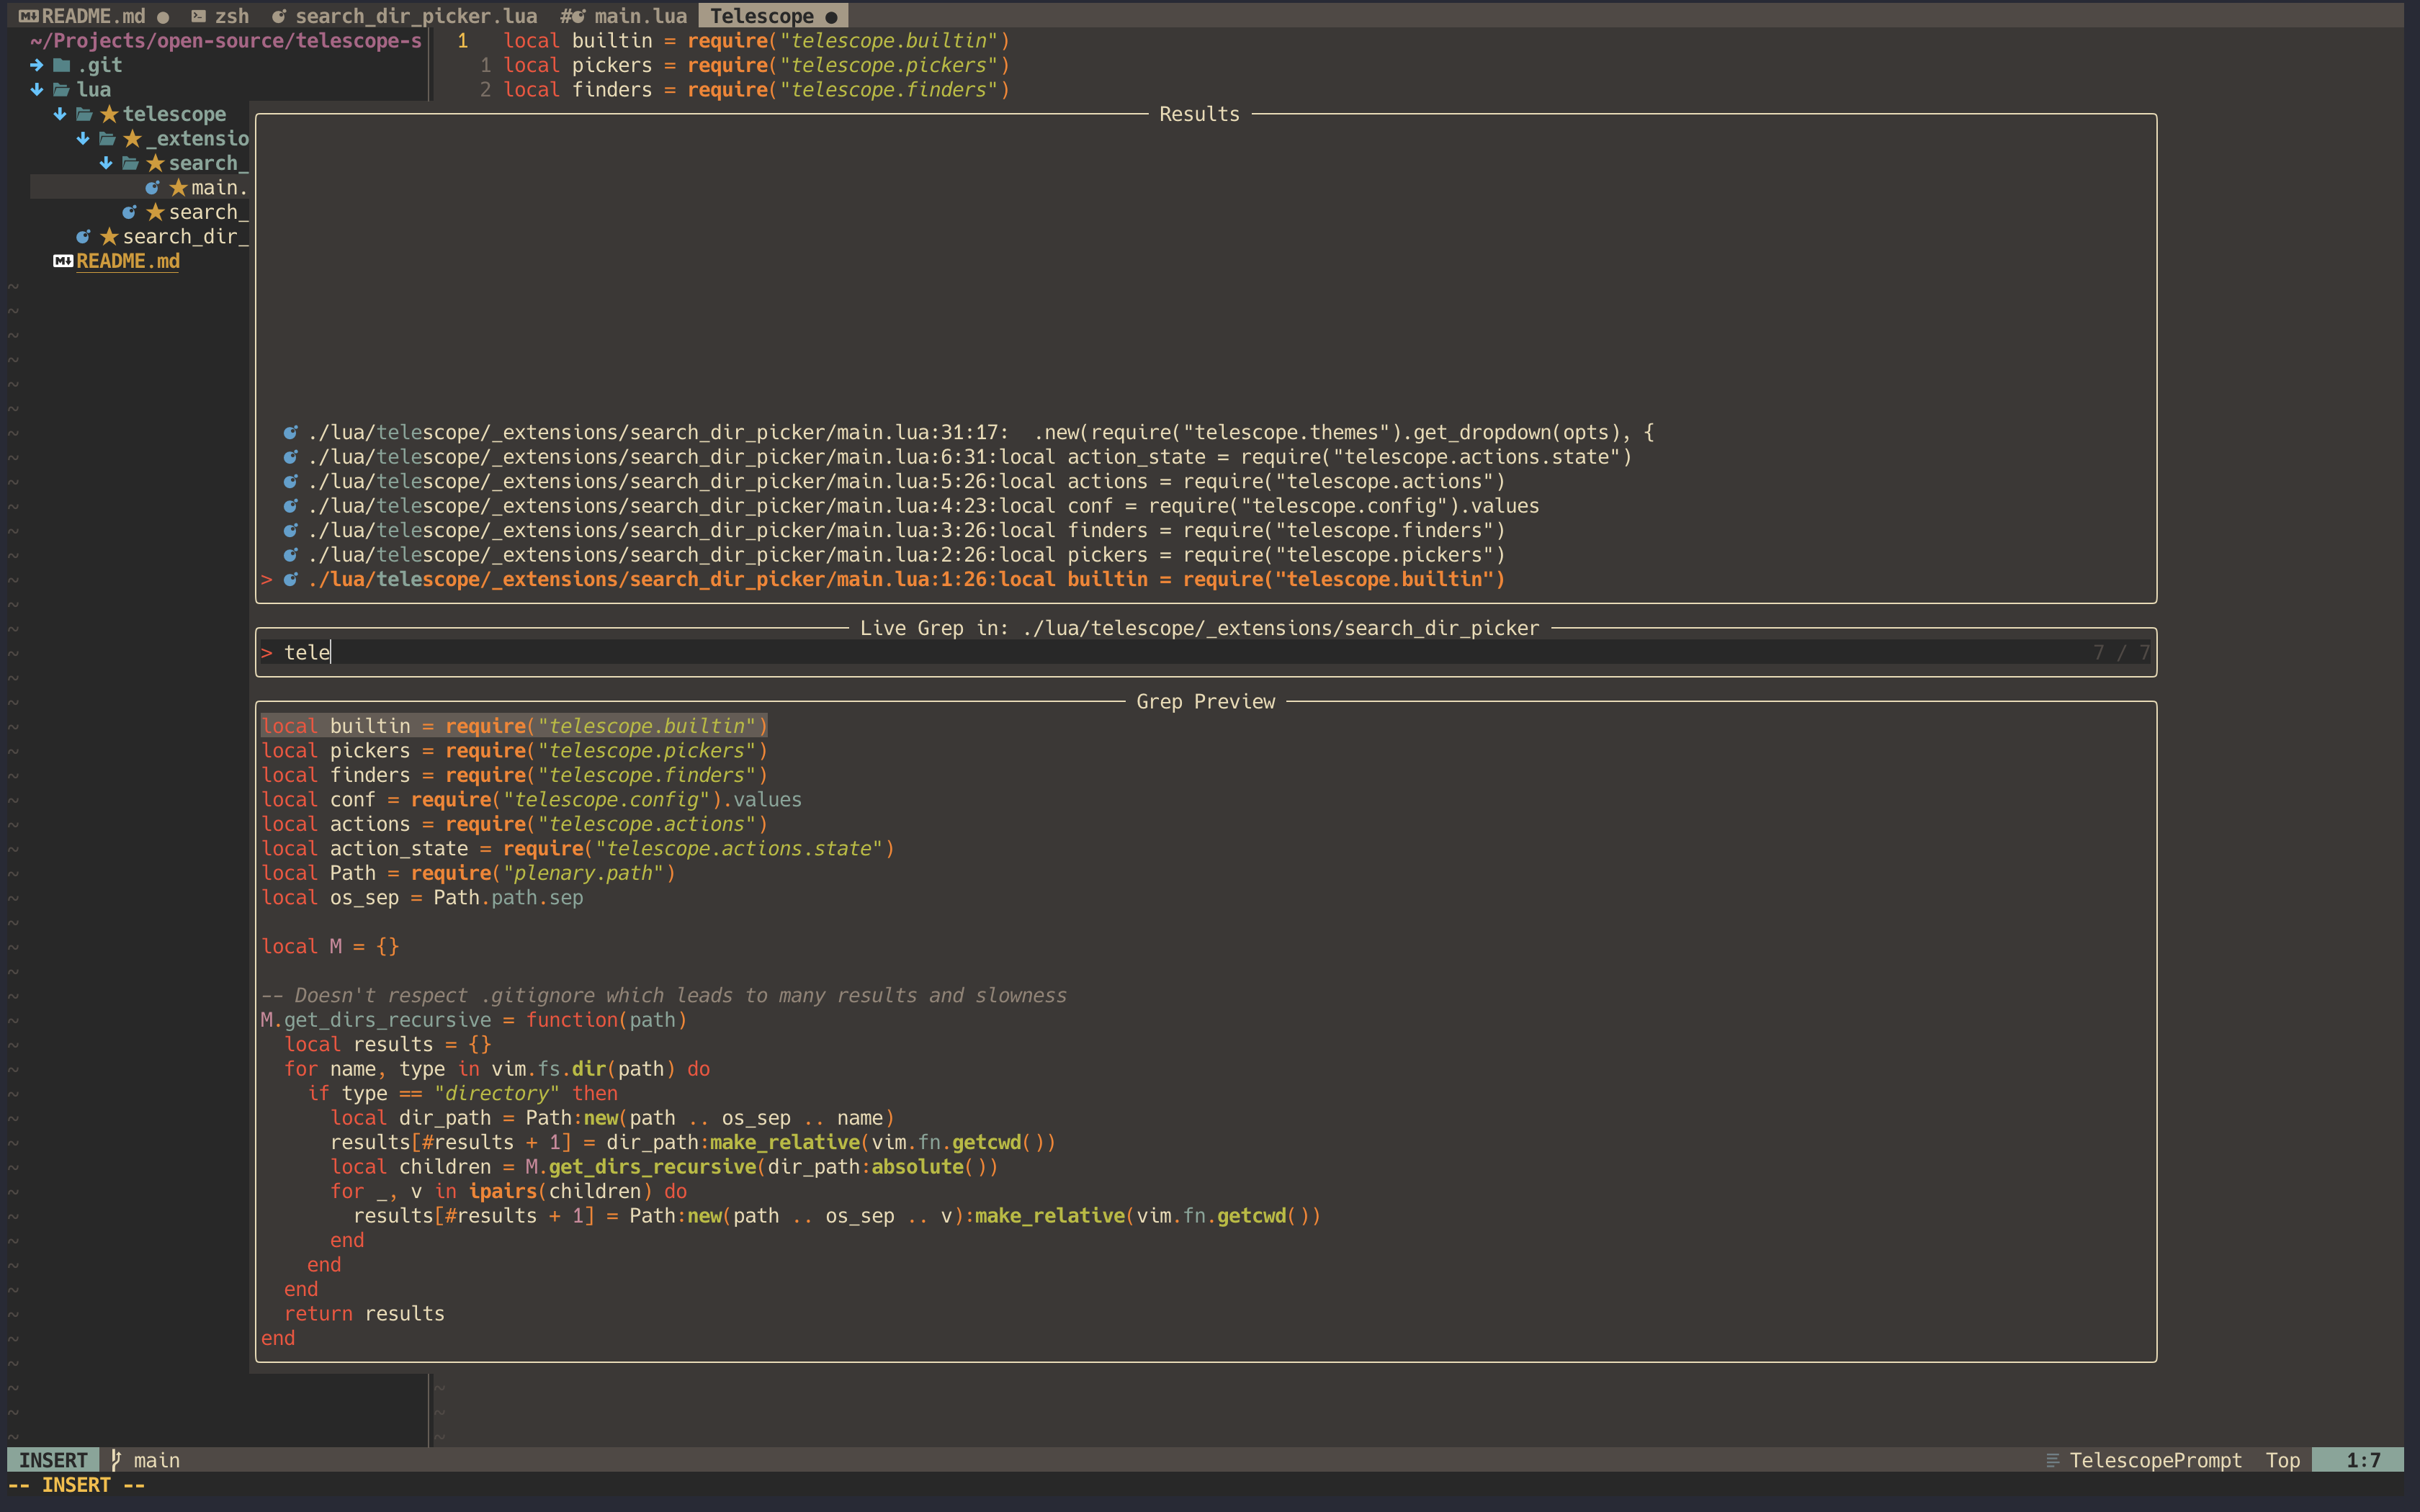 README.md ● zsh search_dir_picker.lua # main.lua Telescope ●
~/Projects/open-source/telescope-s
.git
lua
telescope
_extensio
search_
main.
search_
search_dir_
README.md
1 local builtin = require("telescope.builtin")
1 local pickers = require("telescope.pickers")
2 local finders = require("telescope.finders")
Results
./lua/telescope/_extensions/search_dir_picker/main.lua:31:17:  .new(require("telescope.themes").get_dropdown(opts), {
./lua/telescope/_extensions/search_dir_picker/main.lua:6:31:local action_state = require("telescope.actions.state")
./lua/telescope/_extensions/search_dir_picker/main.lua:5:26:local actions = require("telescope.actions")
./lua/telescope/_extensions/search_dir_picker/main.lua:4:23:local conf = require("telescope.config").values
./lua/telescope/_extensions/search_dir_picker/main.lua:3:26:local finders = require("telescope.finders")
./lua/telescope/_extensions/search_dir_picker/main.lua:2:26:local pickers = require("telescope.pickers")
> ./lua/telescope/_extensions/search_dir_picker/main.lua:1:26:local builtin = require("telescope.builtin")
Live Grep in: ./lua/telescope/_extensions/search_dir_picker
> tele 7 / 7
Grep Preview
local builtin = require("telescope.builtin")
local pickers = require("telescope.pickers")
local finders = require("telescope.finders")
local conf = require("telescope.config").values
local actions = require("telescope.actions")
local action_state = require("telescope.actions.state")
local Path = require("plenary.path")
local os_sep = Path.path.sep
local M = {}
-- Doesn't respect .gitignore which leads to many results and slowness
M.get_dirs_recursive = function(path)
  local results = {}
  for name, type in vim.fs.dir(path) do
    if type == "directory" then
      local dir_path = Path:new(path .. os_sep .. name)
      results[#results + 1] = dir_path:make_relative(vim.fn.getcwd())
      local children = M.get_dirs_recursive(dir_path:absolute())
      for _, v in ipairs(children) do
        results[#results + 1] = Path:new(path .. os_sep .. v):make_relative(vim.fn.getcwd())
      end
    end
  end
  return results
end
INSERT main TelescopePrompt Top 1:7
-- INSERT --